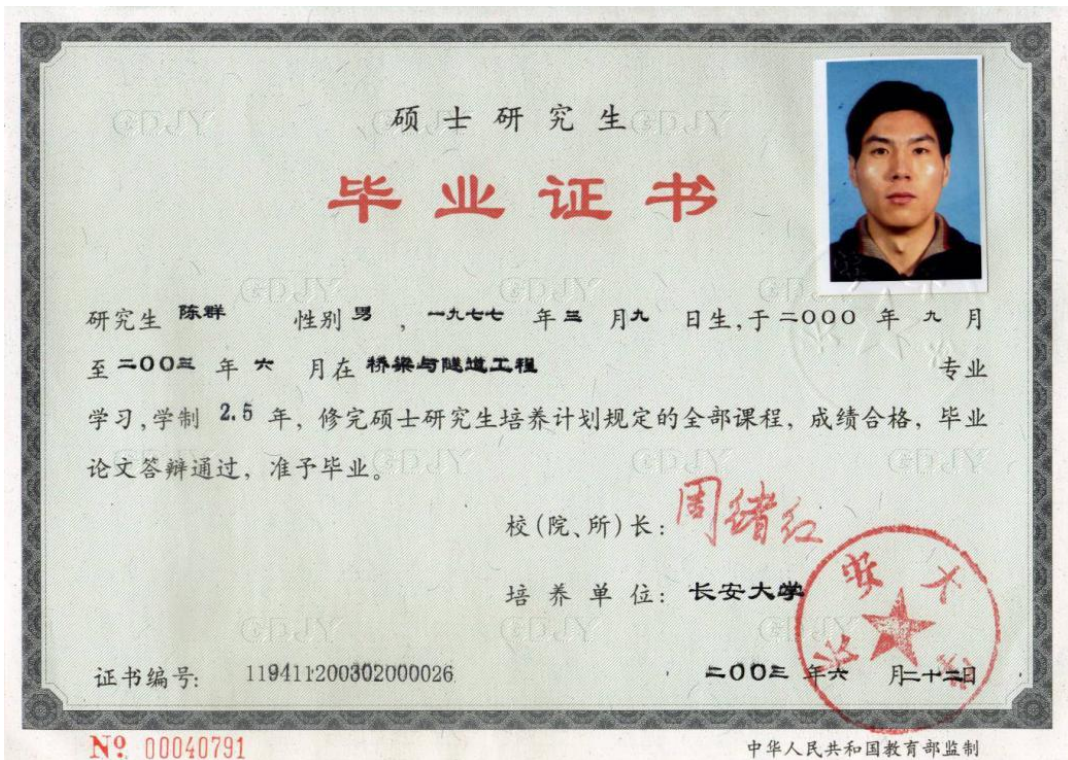 硕士研究生
毕业证书
研究生 陈群 性别 男 , 一九七七 年 三 月 九 日生,于 二000 年 九 月
至 二00三 年 六 月在 桥梁与隧道工程 专业
学习,学制 2.5 年, 修完硕士研究生培养计划规定的全部课程, 成绩合格, 毕业
论文答辩通过, 准予毕业。
校(院、所)长: 周绪红
培养单位: 长安大学
证书编号: 119411200302000026
二00三 年 六 月 二十二日
№ 00040791
中华人民共和国教育部监制
GDJY